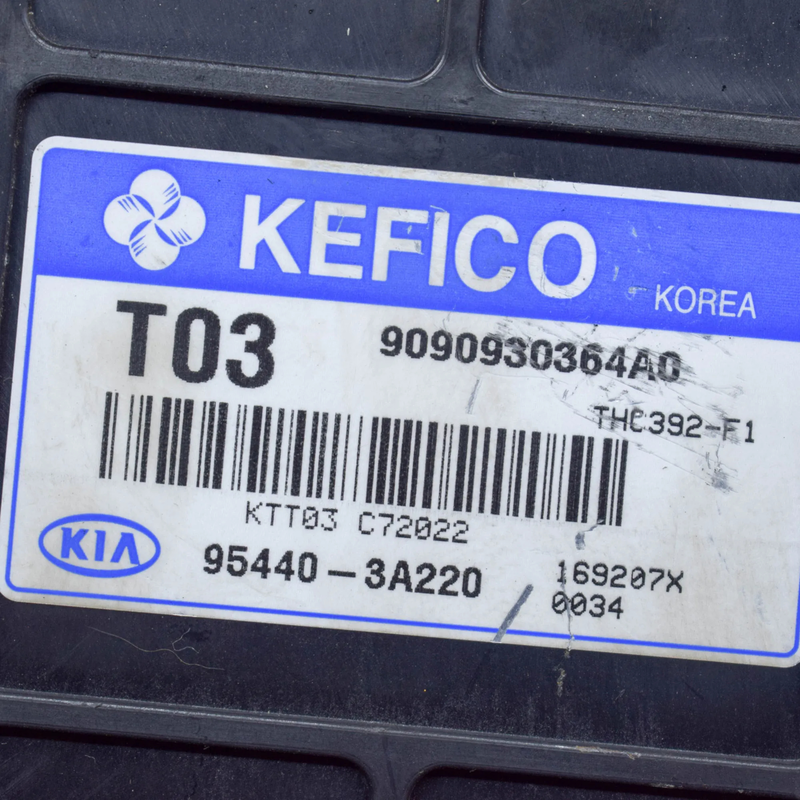 KEFICO
KOREA
T03
9090930364A0
THC392-F1
KTT03 C72022
KIA
95440-3A220
169207X
0034